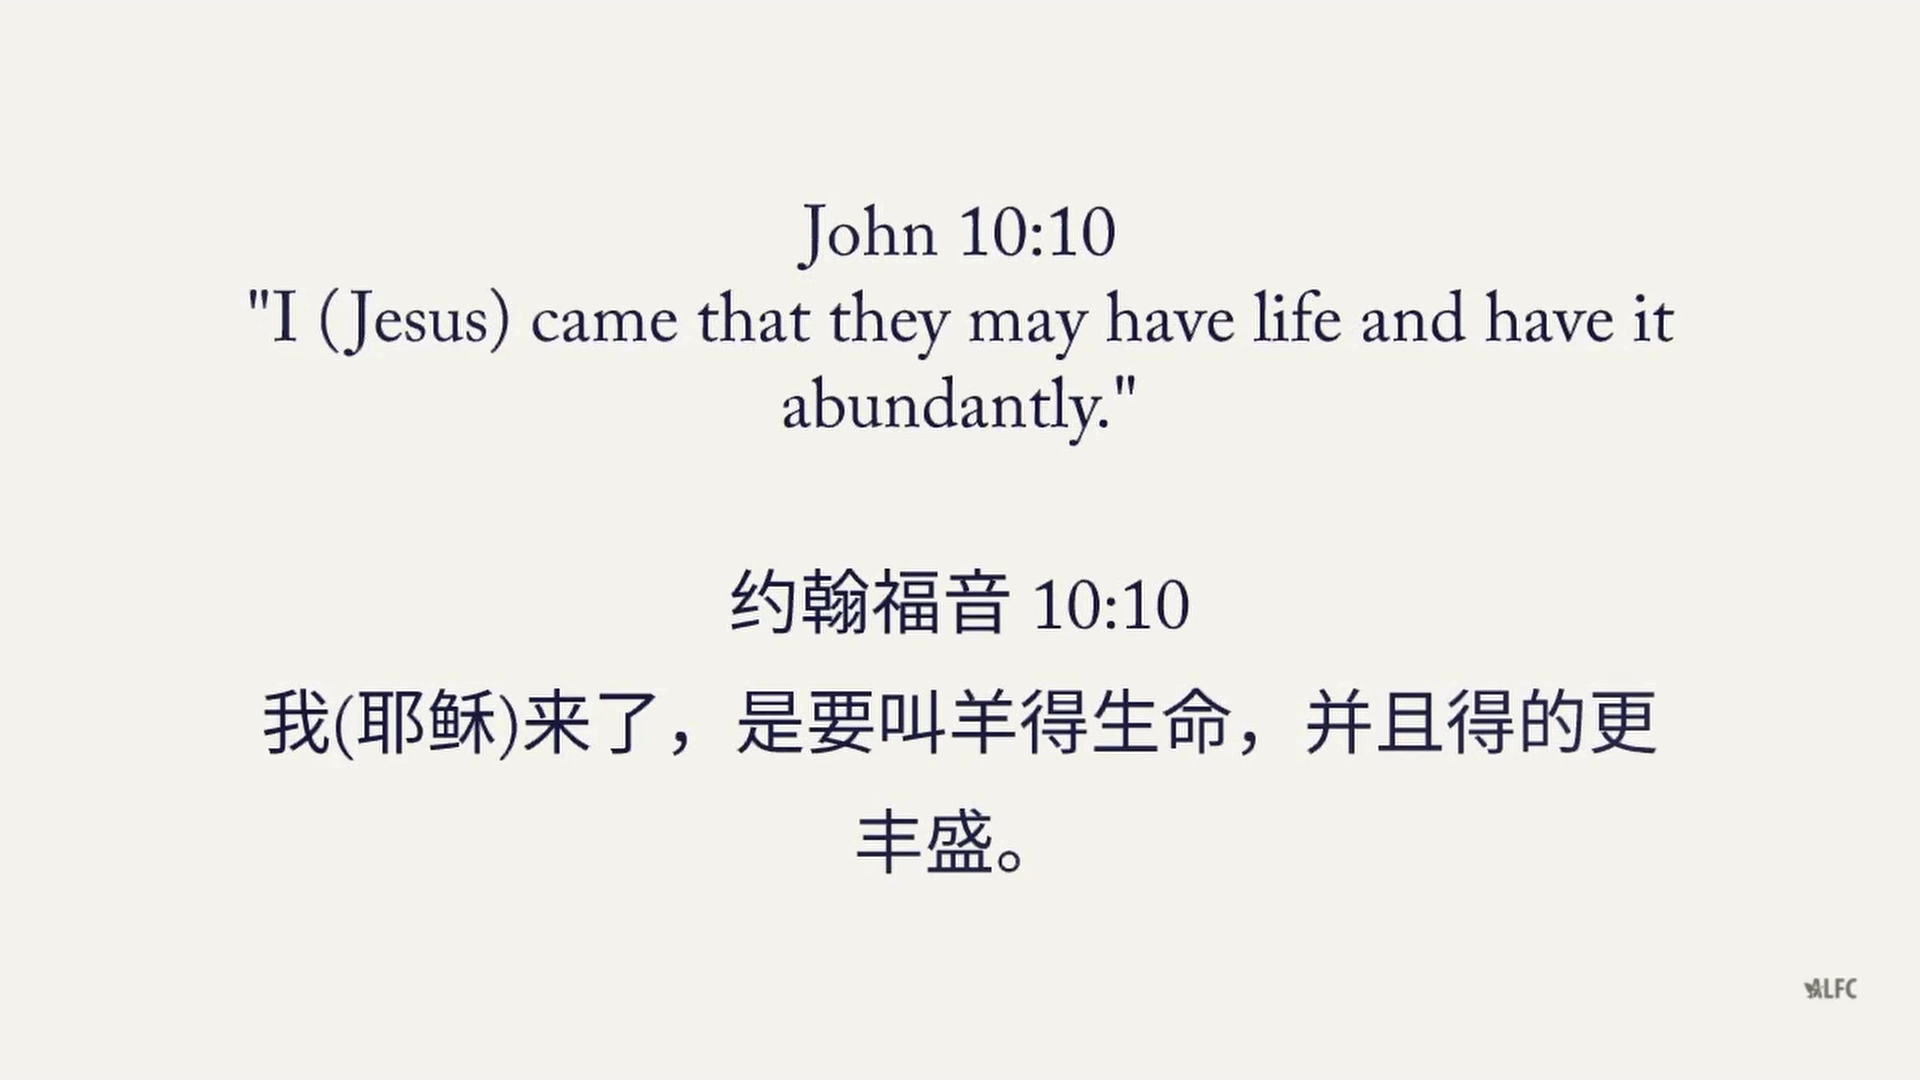 John 10:10
"I (Jesus) came that they may have life and have it
abundantly."
约翰福音 10:10
我(耶稣)来了，是要叫羊得生命，并且得的更
丰盛。
ALFC